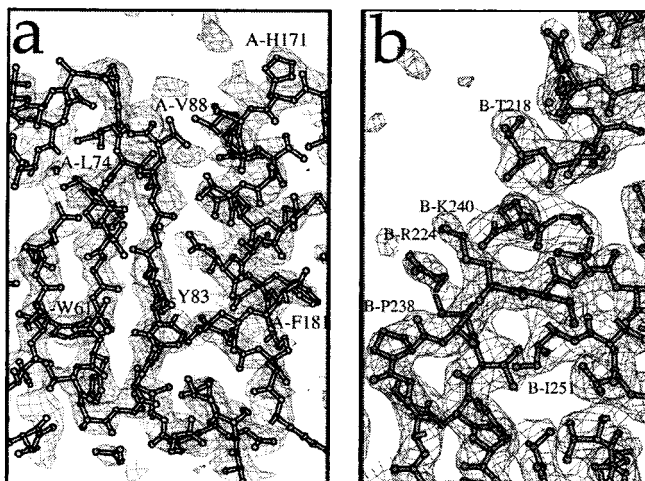 a
A-H171
A-V88
A-L74
-W61
Y83
A-F181
b
B-T218
B-K240
B-R224
B-P238
B-I251